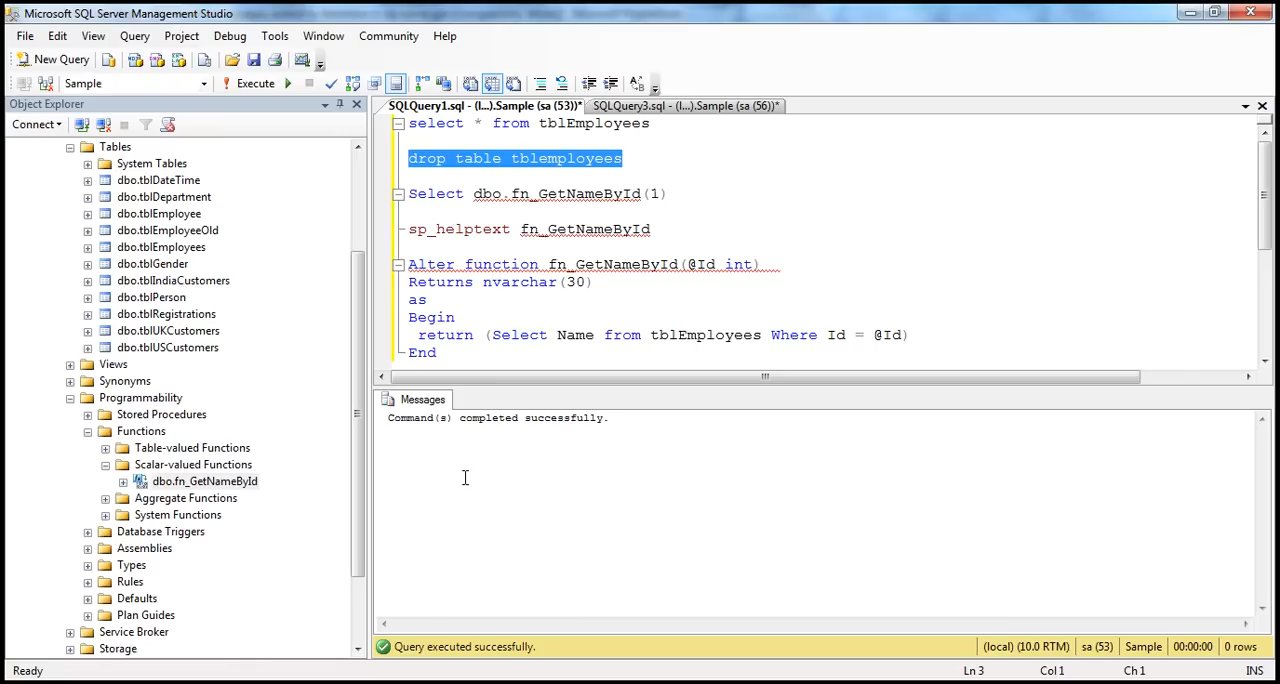 Microsoft SQL Server Management Studio
File Edit View Query Project Debug Tools Window Community Help
New Query
Sample Execute
Object Explorer
SQLQuery1.sql - (l...).Sample (sa (53))* SQLQuery3.sql - (l...).Sample (sa (56))*
Connect
Tables
System Tables
dbo.tblDateTime
dbo.tblDepartment
dbo.tblEmployee
dbo.tblEmployeeOld
dbo.tblEmployees
dbo.tblGender
dbo.tblIndiaCustomers
dbo.tblPerson
dbo.tblRegistrations
dbo.tblUKCustomers
dbo.tblUSCustomers
Views
Synonyms
Programmability
Stored Procedures
Functions
Table-valued Functions
Scalar-valued Functions
dbo.fn_GetNameById
Aggregate Functions
System Functions
Database Triggers
Assemblies
Types
Rules
Defaults
Plan Guides
Service Broker
Storage
select * from tblEmployees
drop table tblemployees
Select dbo.fn_GetNameById(1)
sp_helptext fn_GetNameById
Alter function fn_GetNameById(@Id int)
Returns nvarchar(30)
as
Begin
return (Select Name from tblEmployees Where Id = @Id)
End
Messages
Command(s) completed successfully.
Query executed successfully. (local) (10.0 RTM) sa (53) Sample 00:00:00 0 rows
Ready Ln 3 Col 1 Ch 1 INS